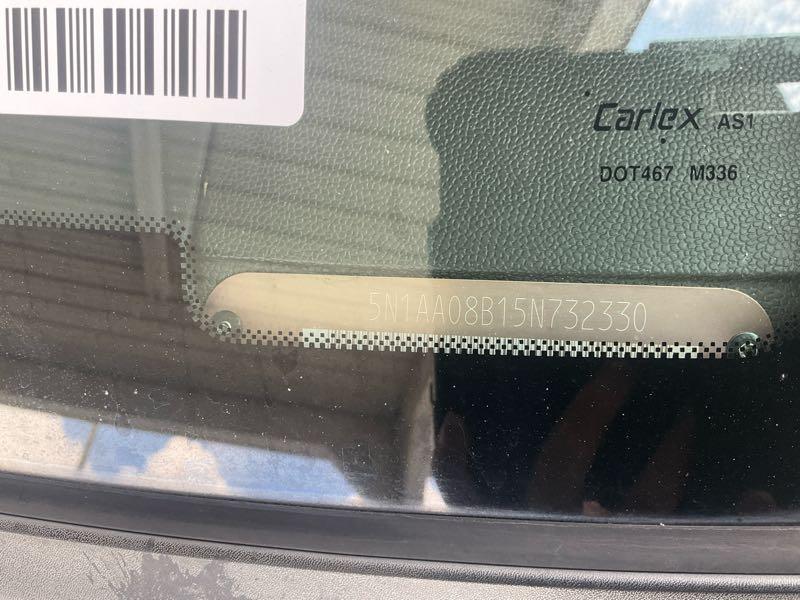 Carlex AS1
DOT467 M336
5N1AA08B15N732330